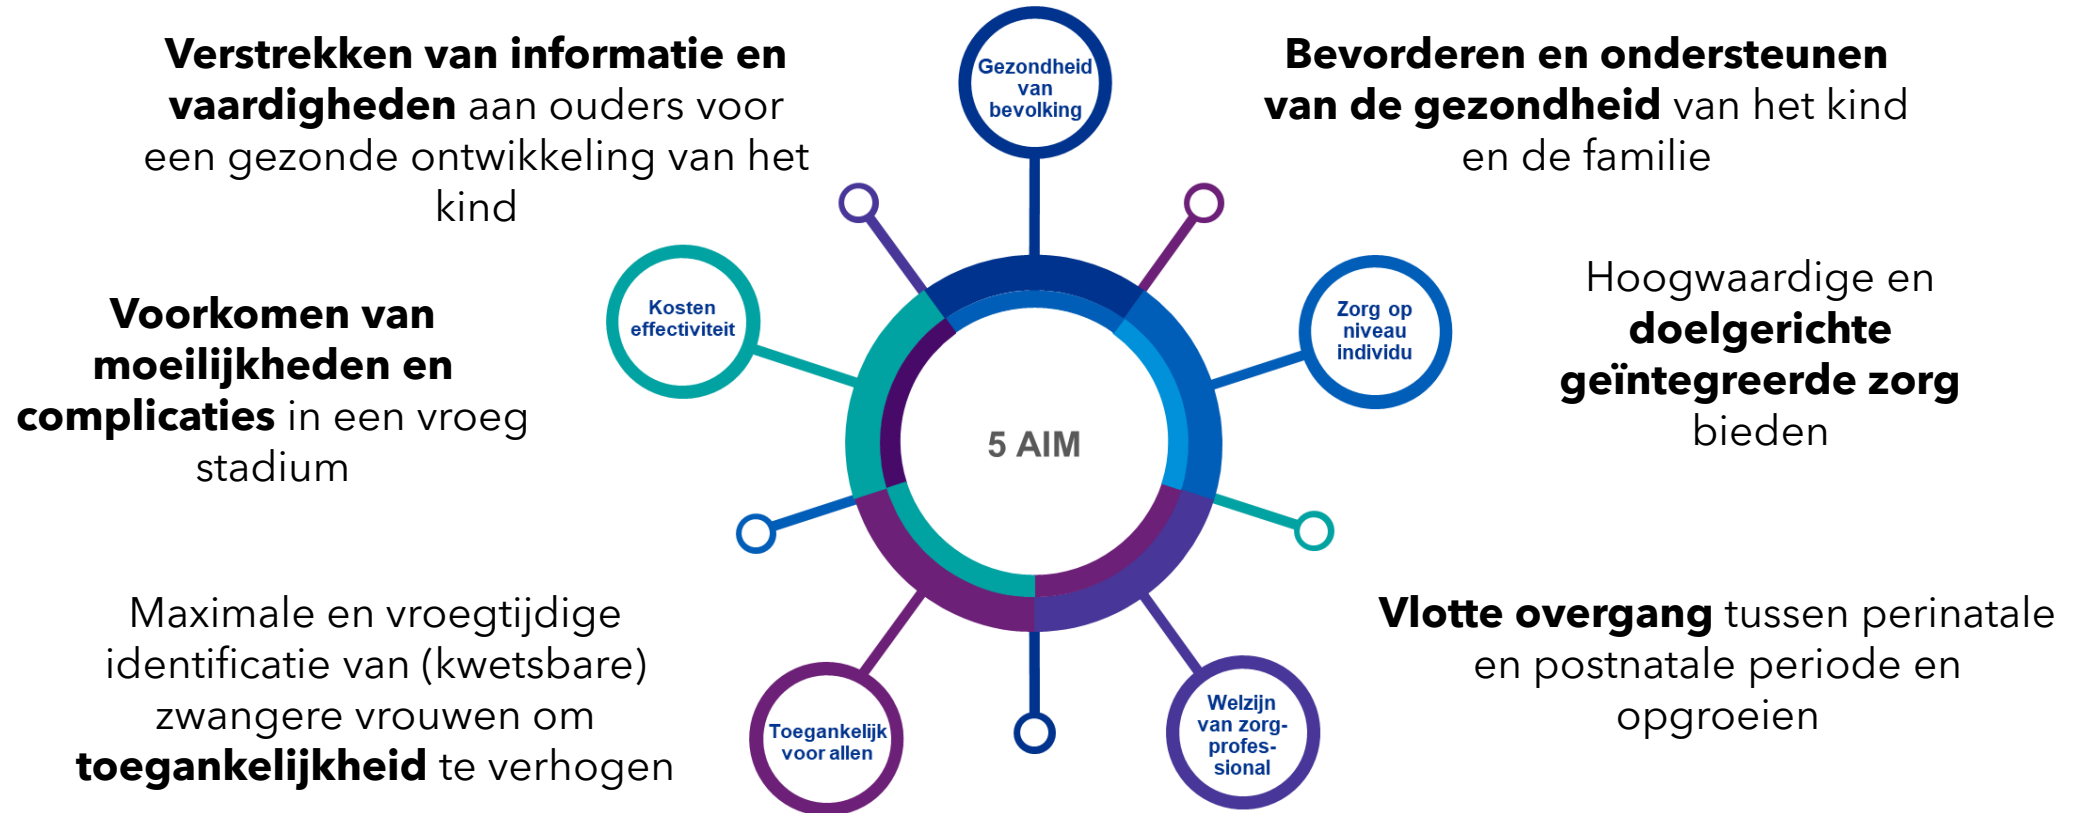 Verstrekken van informatie en
vaardigheden aan ouders voor
een gezonde ontwikkeling van het
kind
Gezondheid
van
bevolking
Bevorderen en ondersteunen
van de gezondheid van het kind
en de familie
Voorkomen van
moeilijkheden en
complicaties in een vroeg
stadium
Kosten
effectiviteit
Zorg op
niveau
individu
Hoogwaardige en
doelgerichte
geïntegreerde zorg
bieden
5 AIM
Maximale en vroegtijdige
identificatie van (kwetsbare)
zwangere vrouwen om
toegankelijkheid te verhogen
Toegankelijk
voor allen
Welzijn
van zorg-
profes-
sional
Vlotte overgang tussen perinatale
en postnatale periode en
opgroeien